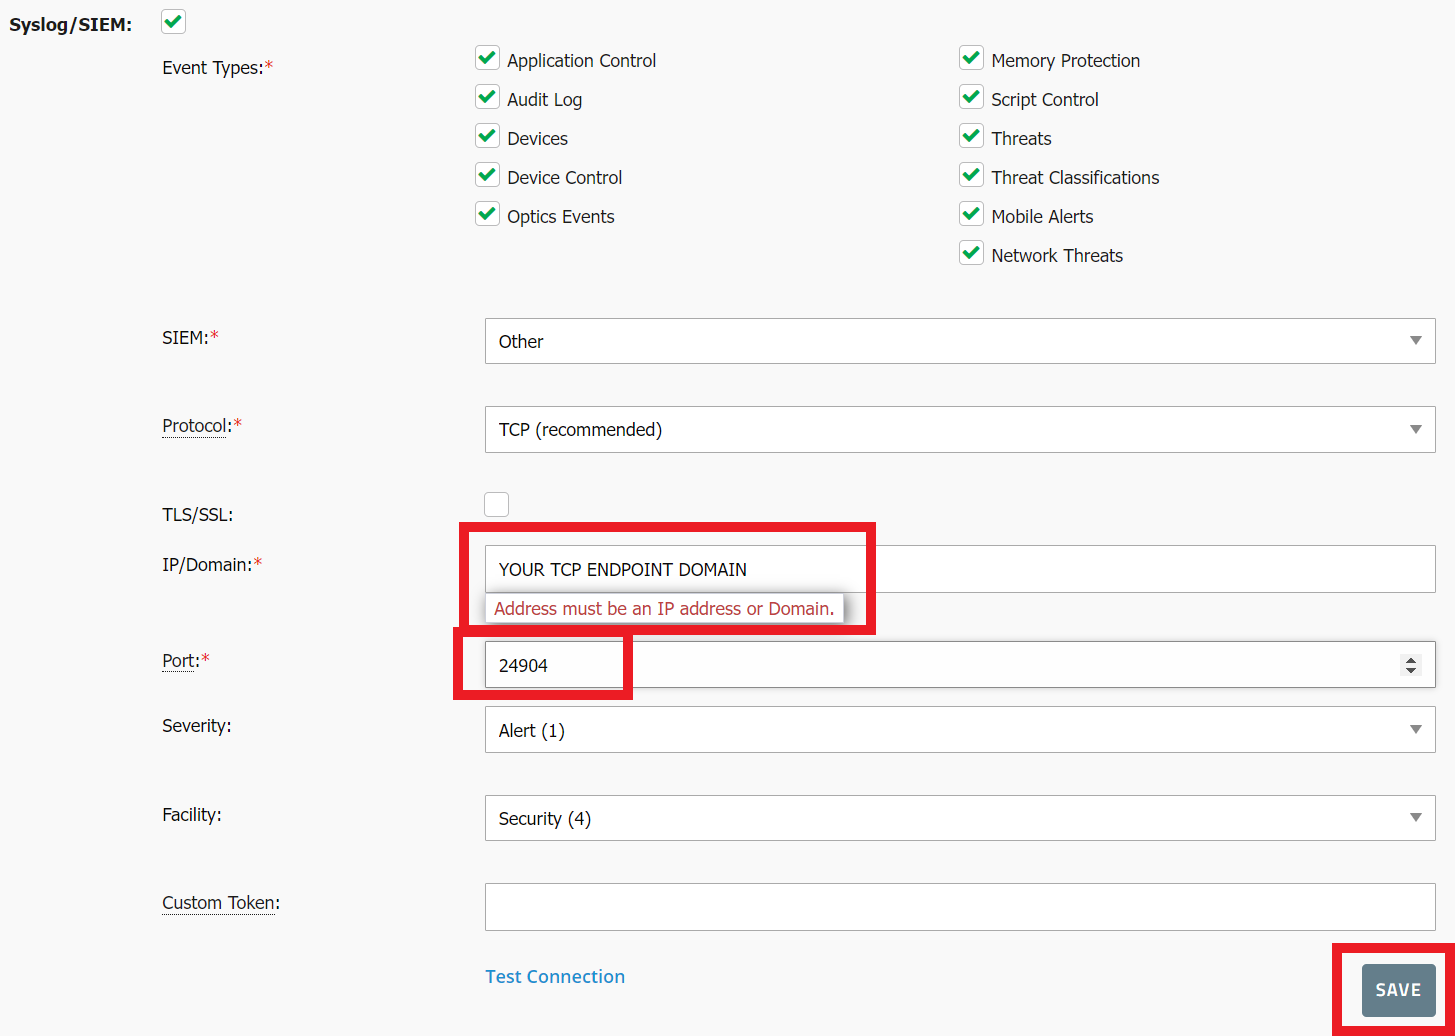 Syslog/SIEM:
Event Types:*
Application Control
Memory Protection
Audit Log
Script Control
Devices
Threats
Device Control
Threat Classifications
Optics Events
Mobile Alerts
Network Threats
SIEM:*
Other
Protocol:*
TCP (recommended)
TLS/SSL:
IP/Domain:*
YOUR TCP ENDPOINT DOMAIN
Address must be an IP address or Domain.
Port:*
24904
Severity:
Alert (1)
Facility:
Security (4)
Custom Token:
Test Connection
SAVE